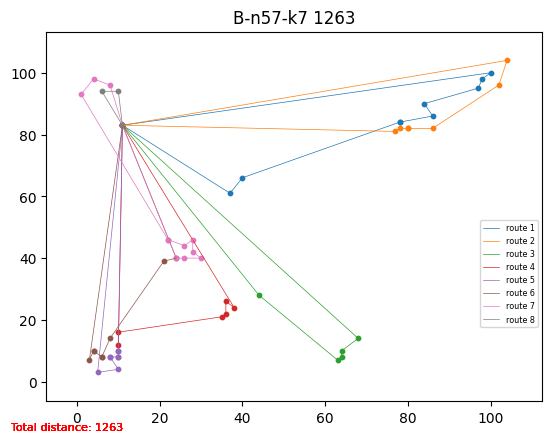 B-n57-k7 1263
100
80
60
40
20
0
0
20
40
60
80
100
route 1
route 2
route 3
route 4
route 5
route 6
route 7
route 8
Total distance: 1263